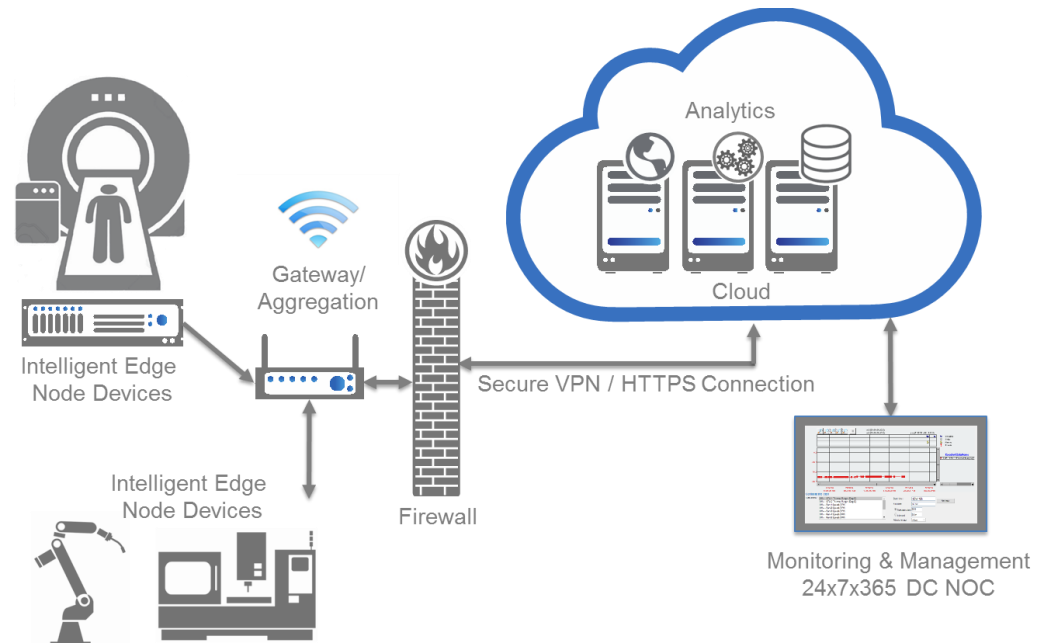 Analytics
Cloud
Gateway/
Aggregation
Intelligent Edge
Node Devices
Secure VPN / HTTPS Connection
Intelligent Edge
Node Devices
Firewall
Monitoring & Management
24x7x365 DC NOC